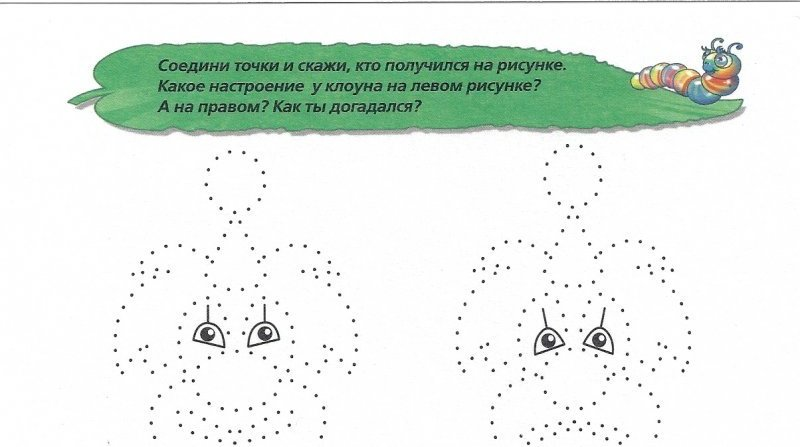 Соедини точки и скажи, кто получился на рисунке.
Какое настроение у клоуна на левом рисунке?
А на правом? Как ты догадался?